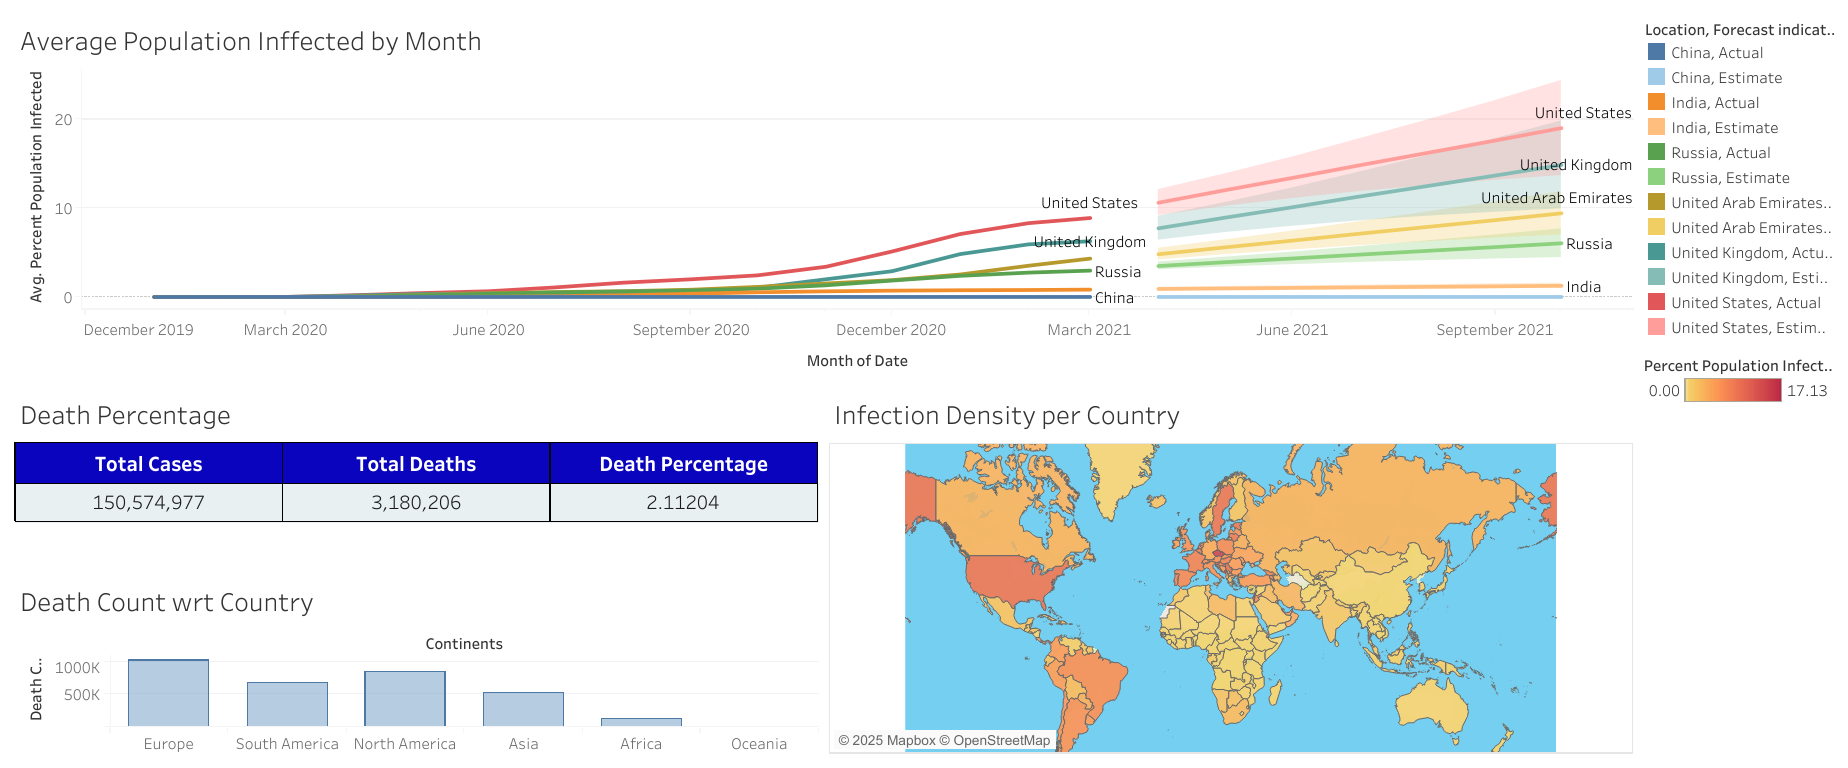 Average Population Inffected by Month
Avg. Percent Population Infected
20
10
0
United States
United Kingdom
Russia
China
United States
United Kingdom
United Arab Emirates
Russia
India
December 2019
March 2020
June 2020
September 2020
December 2020
March 2021
June 2021
September 2021
Month of Date
Location, Forecast indicat..
China, Actual
China, Estimate
India, Actual
India, Estimate
Russia, Actual
Russia, Estimate
United Arab Emirates..
United Arab Emirates..
United Kingdom, Actu..
United Kingdom, Esti..
United States, Actual
United States, Estim..
Percent Population Infect..
0.00 17.13
Death Percentage
Total Cases Total Deaths Death Percentage
150,574,977 3,180,206 2.11204
Death Count wrt Country
Continents
Death C..
1000K
500K
Europe South America North America Asia Africa Oceania
Infection Density per Country
© 2025 Mapbox © OpenStreetMap